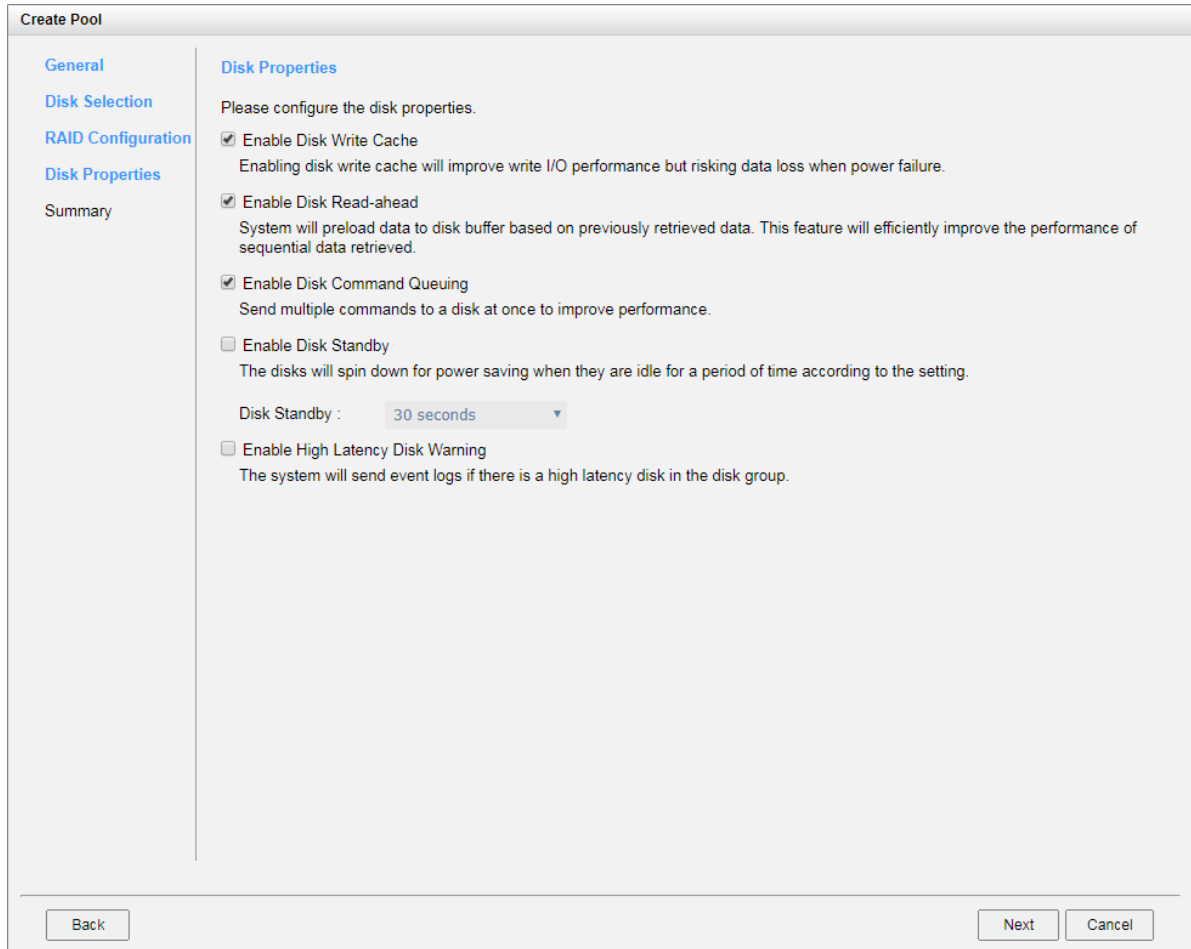 Create Pool
General
Disk Selection
RAID Configuration
Disk Properties
Summary
Disk Properties
Please configure the disk properties.
Enable Disk Write Cache
Enabling disk write cache will improve write I/O performance but risking data loss when power failure.
Enable Disk Read-ahead
System will preload data to disk buffer based on previously retrieved data. This feature will efficiently improve the performance of
sequential data retrieved.
Enable Disk Command Queuing
Send multiple commands to a disk at once to improve performance.
Enable Disk Standby
The disks will spin down for power saving when they are idle for a period of time according to the setting.
Disk Standby : 30 seconds
Enable High Latency Disk Warning
The system will send event logs if there is a high latency disk in the disk group.
Back Next Cancel